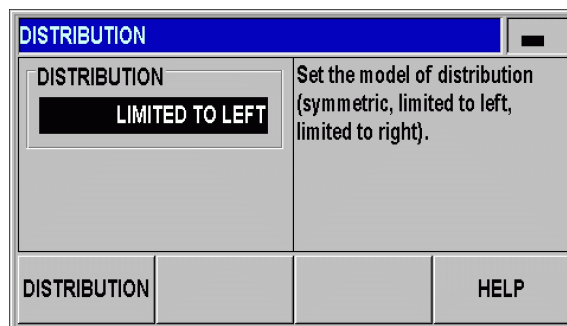 DISTRIBUTION
DISTRIBUTION
LIMITED TO LEFT
Set the model of distribution
(symmetric, limited to left,
limited to right).
DISTRIBUTION
HELP